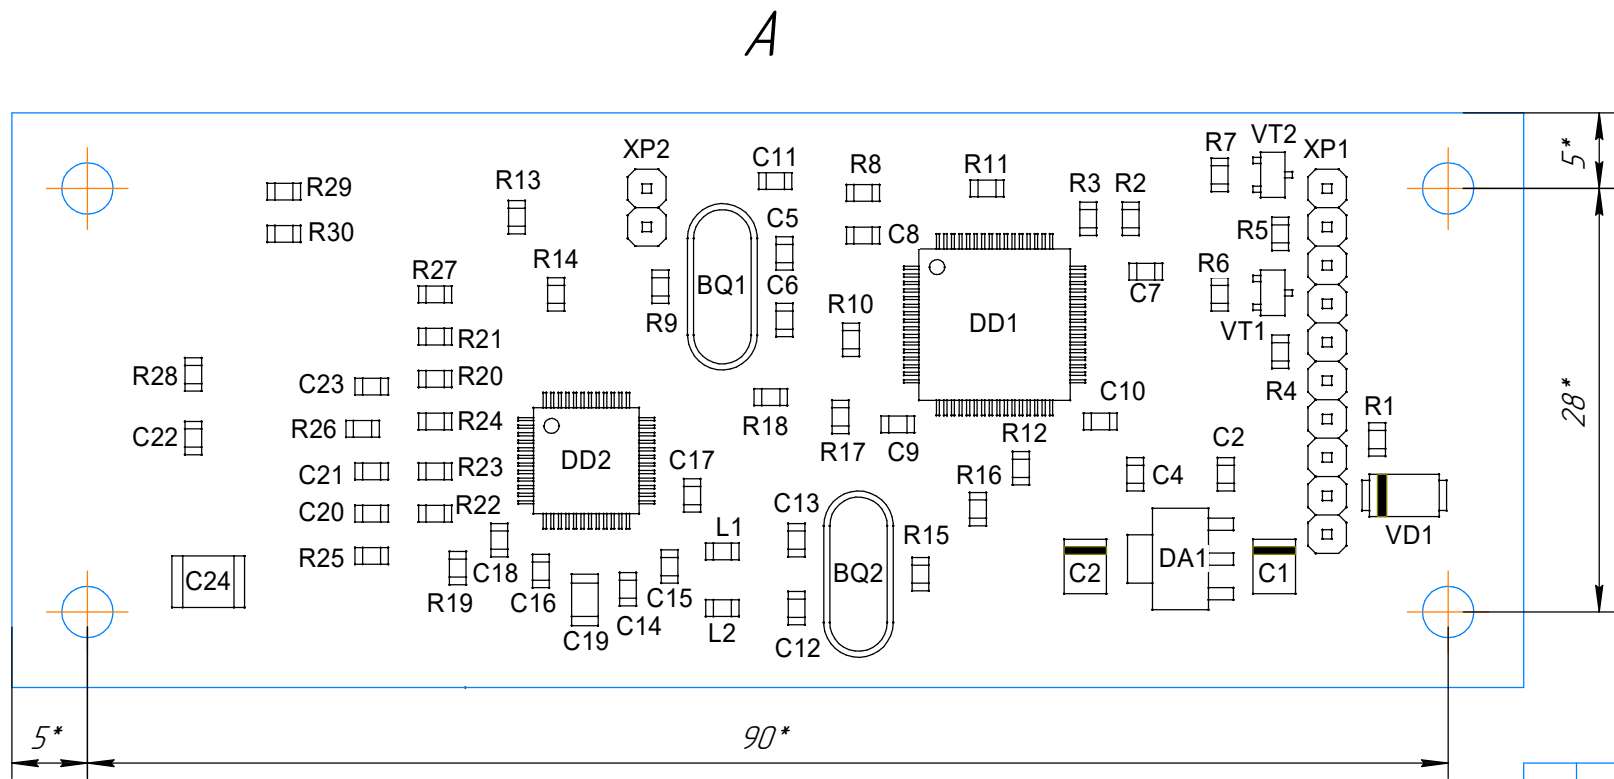 A
XP2
C11
R8
R11
R7
VT2
XP1
5*
R29
R13
R3
R2
R30
C5
C8
R5
R27
R14
BQ1
C6
R6
C7
R9
R10
DD1
VT1
R21
R28
C23
R20
R4
28*
R18
C10
R1
C22
R26
R24
R17
C9
R12
C21
R23
DD2
C17
R16
C4
C2
C20
R22
C13
L1
R15
VD1
R25
C18
C24
R19
C16
C15
BQ2
C2
DA1
C1
C19
C14
L2
C12
5*
90*